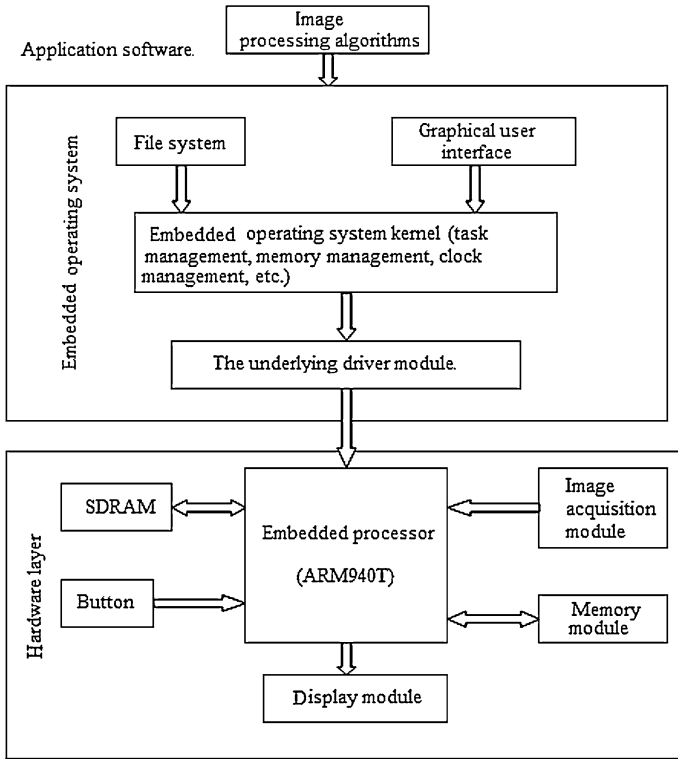 Image
processing algorithms
Application software.
Embedded operating system
File system
Graphical user
interface
Embedded operating system kernel (task
management, memory management, clock
management, etc.)
The underlying driver module.
Hardware layer
SDRAM
Embedded processor
(ARM940T)
Image
acquisition
module
Button
Memory
module
Display module